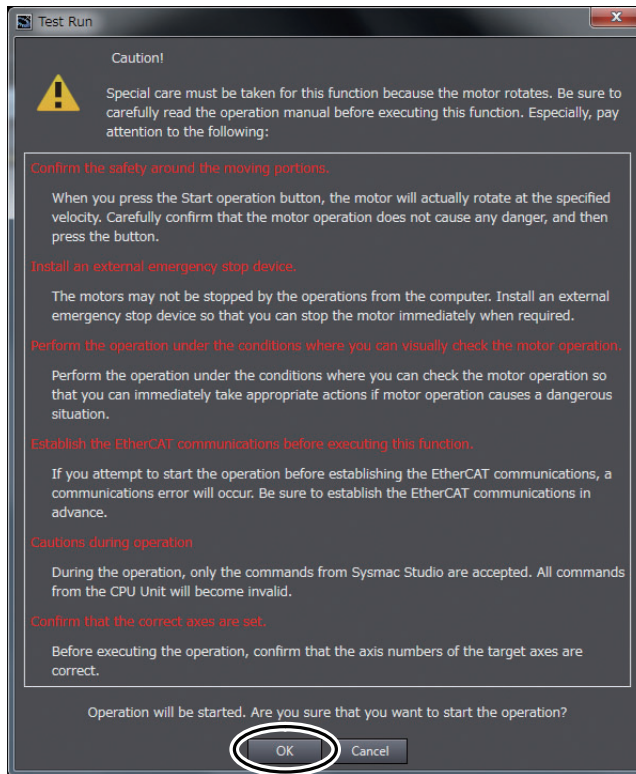 Test Run
Caution!
Special care must be taken for this function because the motor rotates. Be sure to
carefully read the operation manual before executing this function. Especially, pay
attention to the following:
Confirm the safety around the moving portions.
When you press the Start operation button, the motor will actually rotate at the specified
velocity. Carefully confirm that the motor operation does not cause any danger, and then
press the button.
Install an external emergency stop device.
The motors may not be stopped by the operations from the computer. Install an external
emergency stop device so that you can stop the motor immediately when required.
Perform the operation under the conditions where you can visually check the motor operation.
Perform the operation under the conditions where you can check the motor operation so
that you can immediately take appropriate actions if motor operation causes a dangerous
situation.
Establish the EtherCAT communications before executing this function.
If you attempt to start the operation before establishing the EtherCAT communications, a
communications error will occur. Be sure to establish the EtherCAT communications in
advance.
Cautions during operation
During the operation, only the commands from Sysmac Studio are accepted. All commands
from the CPU Unit will become invalid.
Confirm that the correct axes are set.
Before executing the operation, confirm that the axis numbers of the target axes are
correct.
Operation will be started. Are you sure that you want to start the operation?
OK Cancel